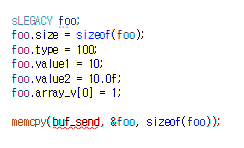 sLEGACY foo;
foo.size = sizeof(foo);
foo.type = 100;
foo.value1 = 10;
foo.value2 = 10.0f;
foo.array_v[0] = 1;
memcpy(buf_send, &foo, sizeof(foo));